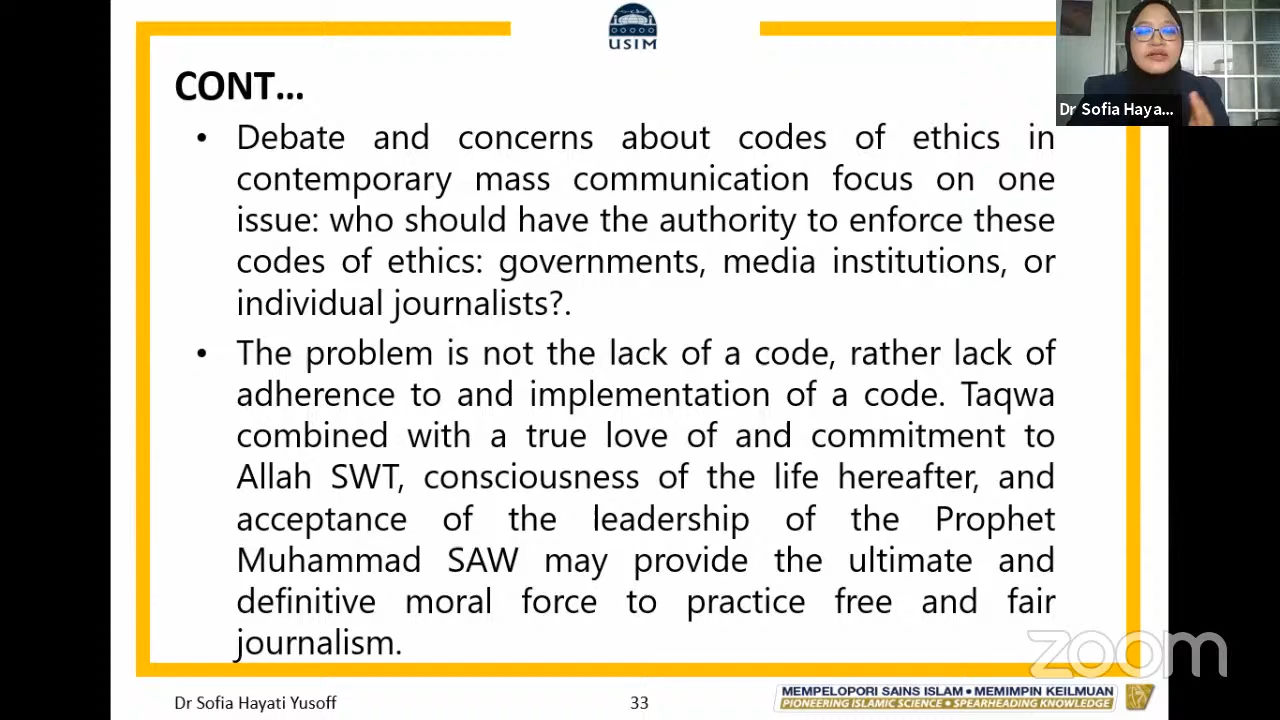 USIM
Dr Sofia Haya...
CONT...
• Debate and concerns about codes of ethics in
contemporary mass communication focus on one
issue: who should have the authority to enforce these
codes of ethics: governments, media institutions, or
individual journalists?.
• The problem is not the lack of a code, rather lack of
adherence to and implementation of a code. Taqwa
combined with a true love of and commitment to
Allah SWT, consciousness of the life hereafter, and
acceptance of the leadership of the Prophet
Muhammad SAW may provide the ultimate and
definitive moral force to practice free and fair
journalism.
zoom
Dr Sofia Hayati Yusoff
33
MEMPELOPORI SAINS ISLAM • MEMIMPIN KEILMUAN
PIONEERING ISLAMIC SCIENCE • SPEARHEADING KNOWLEDGE